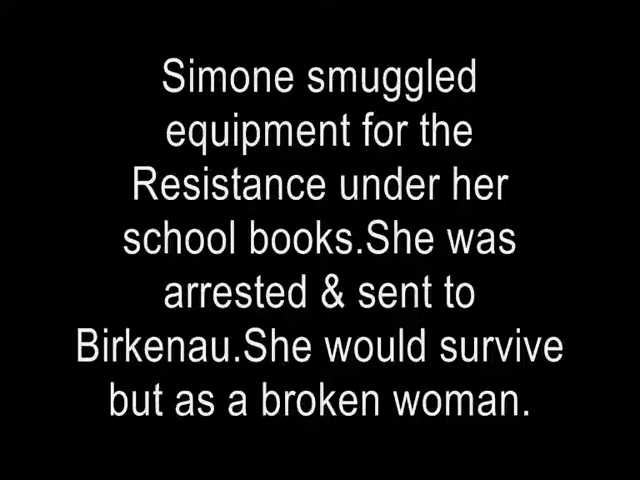 Simone smuggled
equipment for the
Resistance under her
school books.She was
arrested & sent to
Birkenau.She would survive
but as a broken woman.